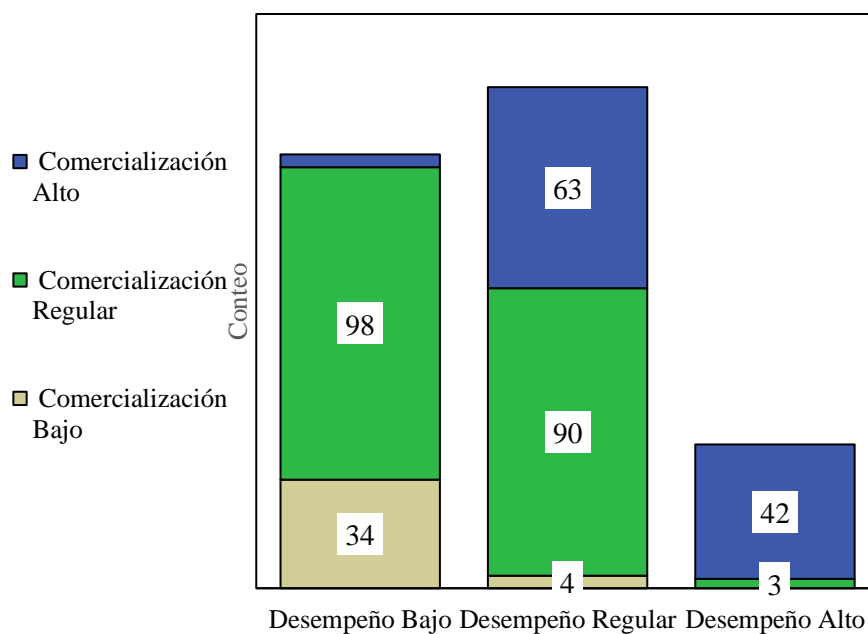 Comercialización
Alto
Comercialización
Regular
Comercialización
Bajo
Conteo
98
34
63
90
4
42
3
Desempeño Bajo Desempeño Regular Desempeño Alto